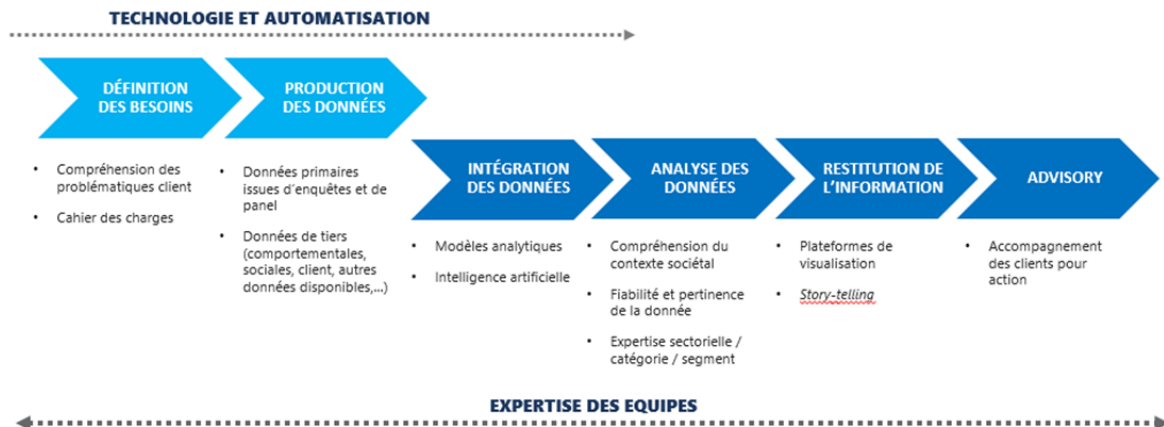 TECHNOLOGIE ET AUTOMATISATION
DÉFINITION
DES BESOINS
PRODUCTION
DES DONNÉES
• Compréhension des
problématiques client
• Cahier des charges
• Données primaires
issues d'enquêtes et de
panel
• Données de tiers
(comportementales,
sociales, client, autres
données disponibles,...)
INTÉGRATION
DES DONNÉES
ANALYSE DES
DONNÉES
RESTITUTION DE
L'INFORMATION
ADVISORY
• Modèles analytiques
• Intelligence artificielle
• Compréhension du
contexte sociétal
• Fiabilité et pertinence
de la donnée
• Expertise sectorielle /
catégorie / segment
• Plateformes de
visualisation
• Story-telling
• Accompagnement
des clients pour
action
EXPERTISE DES EQUIPES